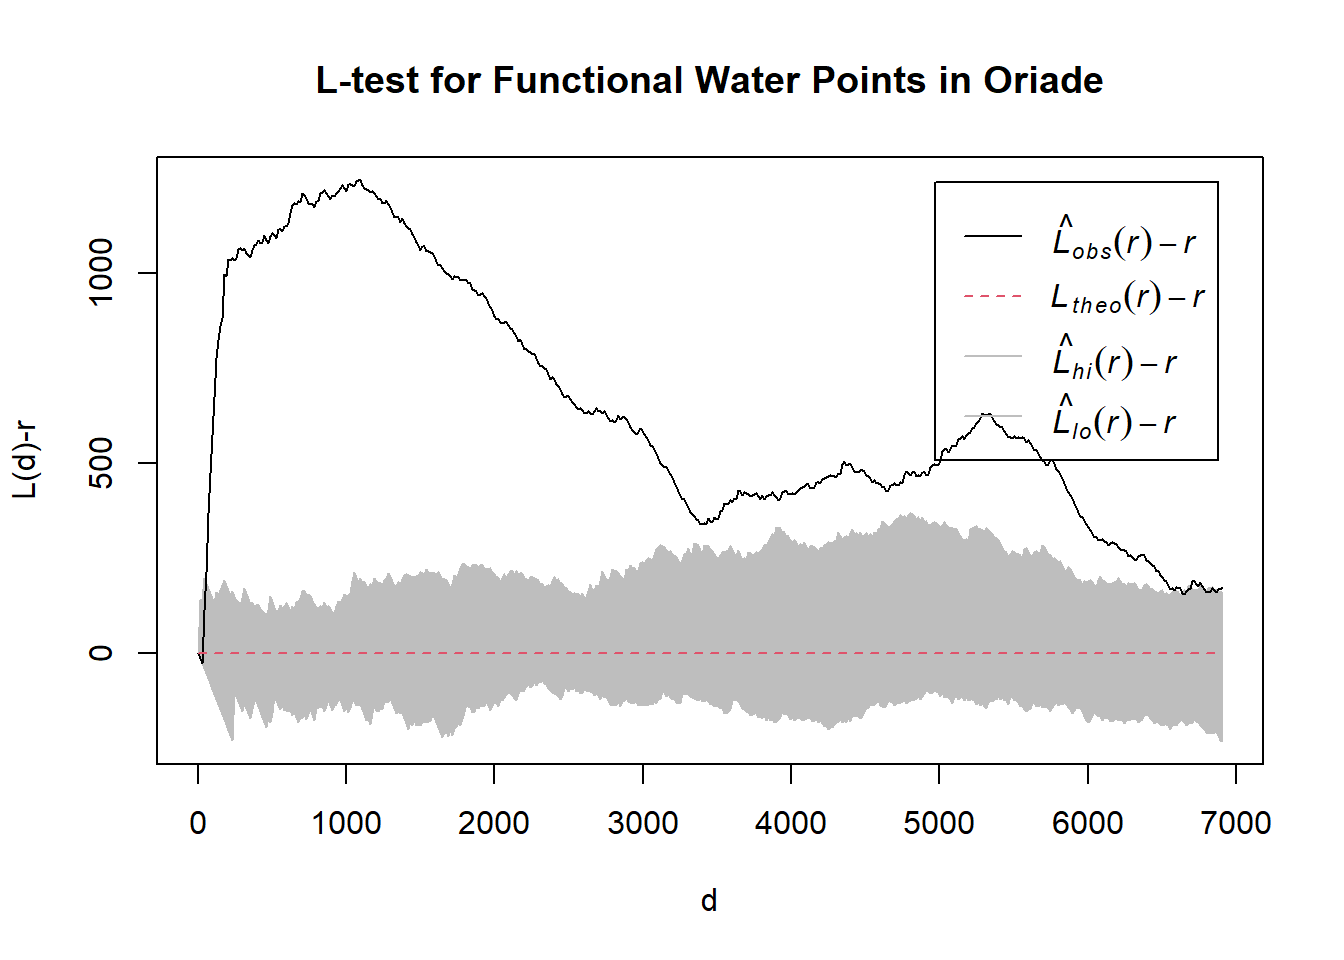 L-test for Functional Water Points in Oriade
L(d)-r
1000
500
0
L̂obs(r) – r
Ltheo(r) – r
L̂hi(r) – r
L̂lo(r) – r
0 1000 2000 3000 4000 5000 6000 7000
d